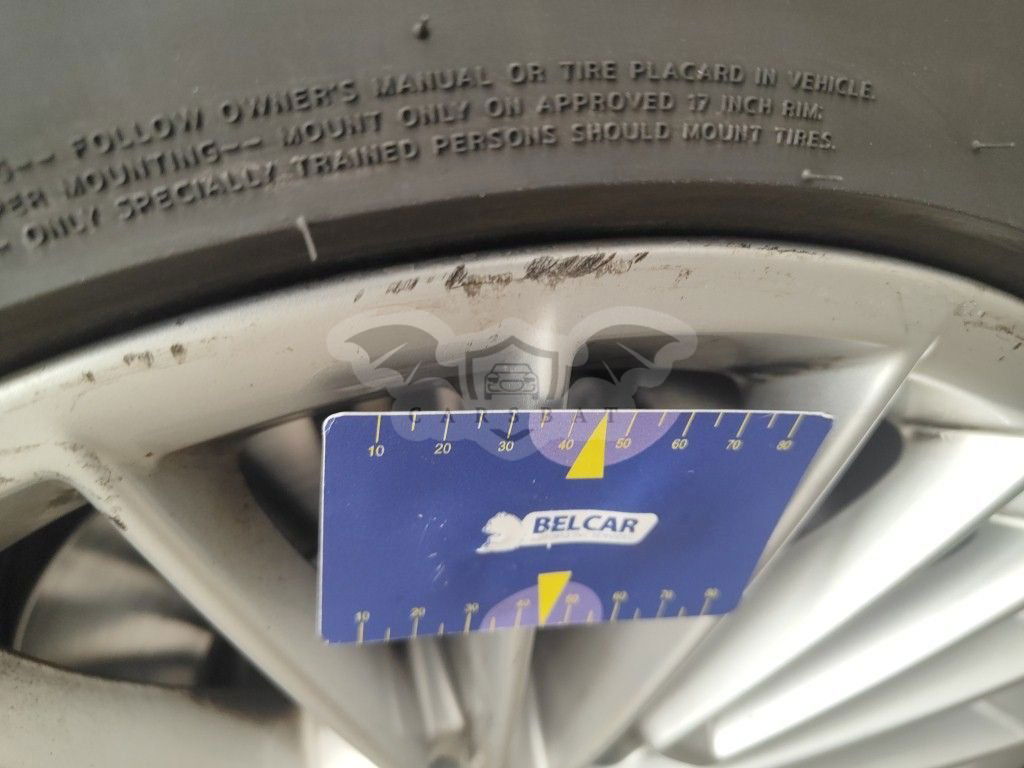 FOLLOW OWNER'S MANUAL OR TIRE PLACARD IN VEHICLE.
MOUNTING-- MOUNT ONLY ON APPROVED 17 INCH RIM;
ONLY SPECIALLY TRAINED PERSONS SHOULD MOUNT TIRES.
CARSBAT
10 20 30 40 50 60 70 80
BELCAR
10 20 30 40 50 60 70 80